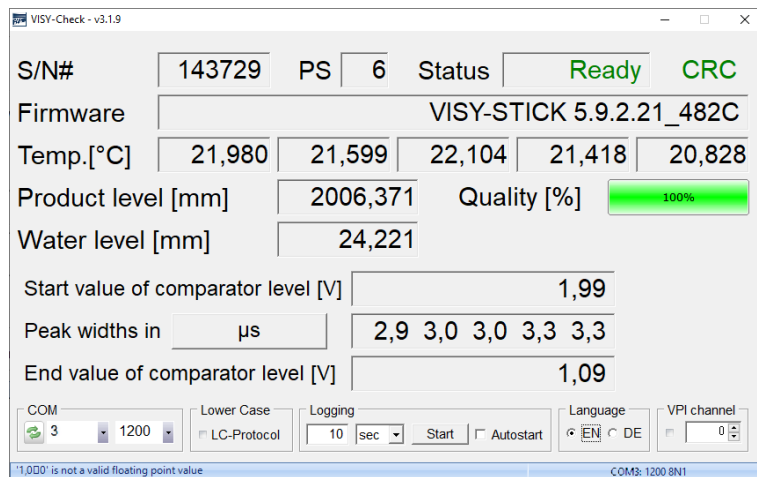 VISY-Check - v3.1.9
S/N# 143729 PS 6 Status Ready CRC
Firmware VISY-STICK 5.9.2.21_482C
Temp.[°C] 21,980 21,599 22,104 21,418 20,828
Product level [mm] 2006,371 Quality [%] 100%
Water level [mm] 24,221
Start value of comparator level [V] 1,99
Peak widths in µs 2,9 3,0 3,0 3,3 3,3
End value of comparator level [V] 1,09
COM Lower Case Logging Language VPI channel
3 1200 LC-Protocol 10 sec Start Autostart EN DE 0
'1,0▯0' is not a valid floating point value COM3: 1200 8N1